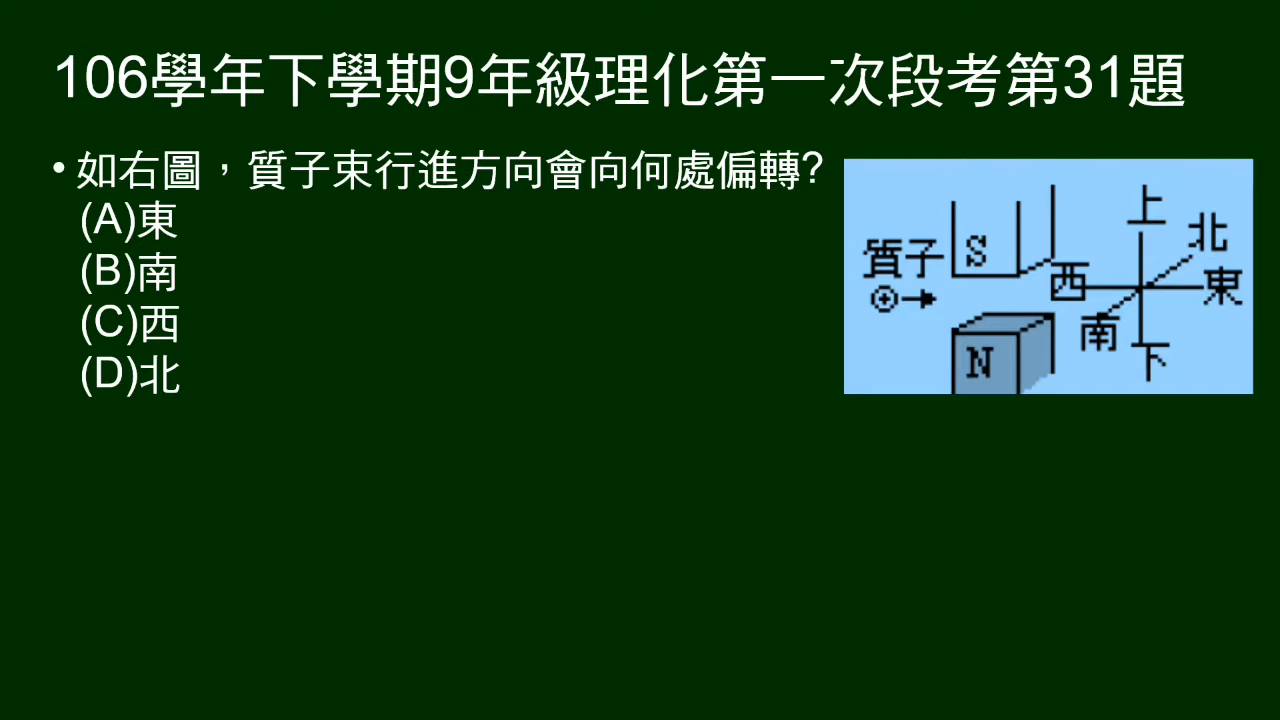 106學年下學期9年級理化第一次段考第31題
•如右圖，質子束行進方向會向何處偏轉?
(A)東
(B)南
(C)西
(D)北
上
北
質子
S
西
東
南
下
N